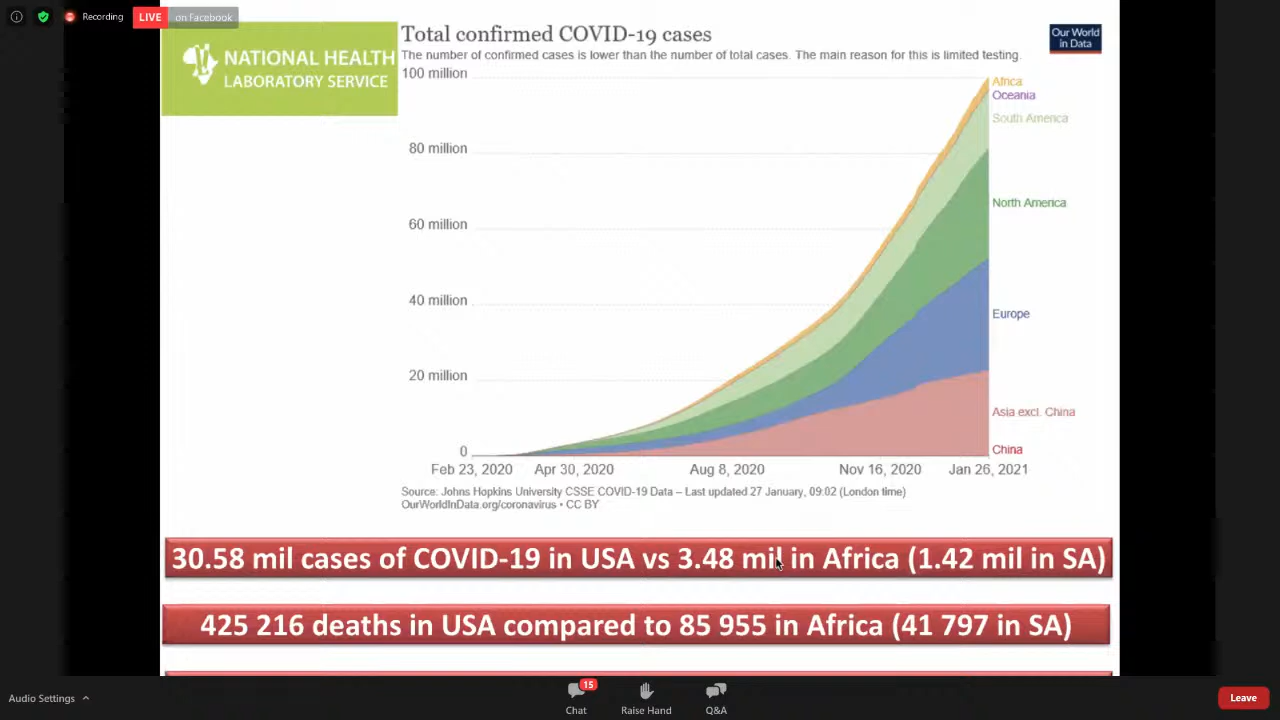 Recording
LIVE on Facebook
NATIONAL HEALTH
LABORATORY SERVICE
Total confirmed COVID-19 cases
The number of confirmed cases is lower than the number of total cases. The main reason for this is limited testing.
Our World
in Data
100 million
80 million
60 million
40 million
20 million
0
Africa
Oceania
South America
North America
Europe
Asia excl. China
China
Feb 23, 2020 Apr 30, 2020 Aug 8, 2020 Nov 16, 2020 Jan 26, 2021
Source: Johns Hopkins University CSSE COVID-19 Data – Last updated 27 January, 09:02 (London time)
OurWorldInData.org/coronavirus • CC BY
30.58 mil cases of COVID-19 in USA vs 3.48 mil in Africa (1.42 mil in SA)
425 216 deaths in USA compared to 85 955 in Africa (41 797 in SA)
Audio Settings
15
Chat
Raise Hand
Q&A
Leave